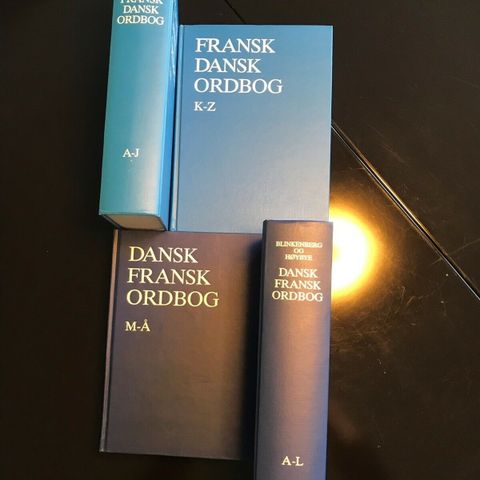 FRANSK
DANSK
ORDBOG
A-J
FRANSK
DANSK
ORDBOG
K-Z
DANSK
FRANSK
ORDBOG
M-Å
BLINKENBERG
OG
HØYBYE
DANSK
FRANSK
ORDBOG
A-L